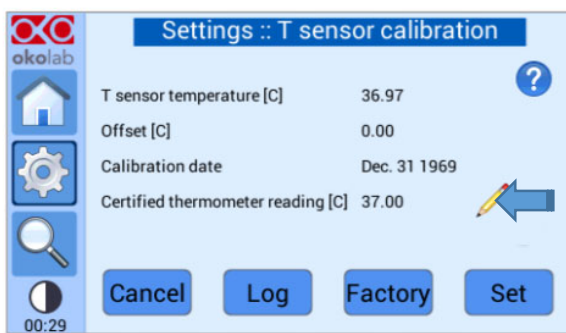 Settings :: T sensor calibration
okolab
?
T sensor temperature [C] 36.97
Offset [C] 0.00
Calibration date Dec. 31 1969
Certified thermometer reading [C] 37.00
Cancel Log Factory Set
00:29